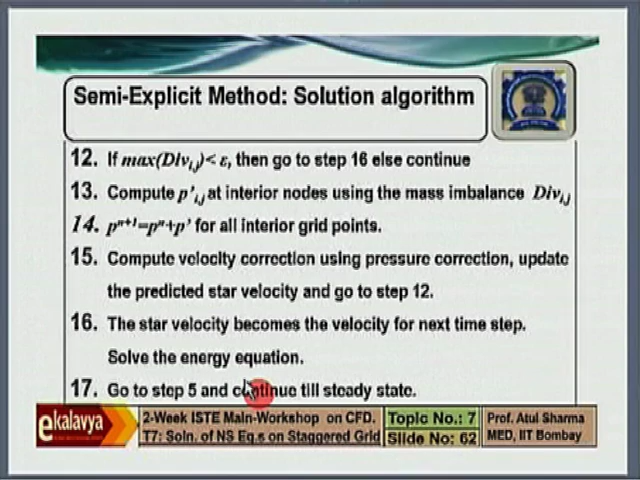 Semi-Explicit Method: Solution algorithm
12. If max(Divi,j)< ε, then go to step 16 else continue
13. Compute p'i,j at interior nodes using the mass imbalance Divi,j
14. pn+1=pn+p' for all interior grid points.
15. Compute velocity correction using pressure correction, update
the predicted star velocity and go to step 12.
16. The star velocity becomes the velocity for next time step.
Solve the energy equation.
17. Go to step 5 and continue till steady state.
ekalavya
2-Week ISTE Main-Workshop on CFD.
T7: Soln. of NS Eq.s on Staggered Grid
Topic No.: 7
Slide No: 62
Prof. Atul Sharma
MED, IIT Bombay